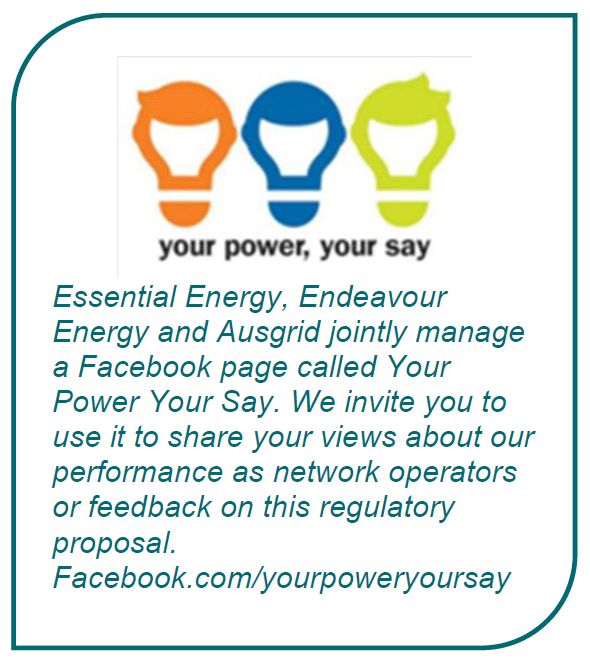 your power, your say
Essential Energy, Endeavour
Energy and Ausgrid jointly manage
a Facebook page called Your
Power Your Say. We invite you to
use it to share your views about our
performance as network operators
or feedback on this regulatory
proposal.
Facebook.com/yourpoweryoursay